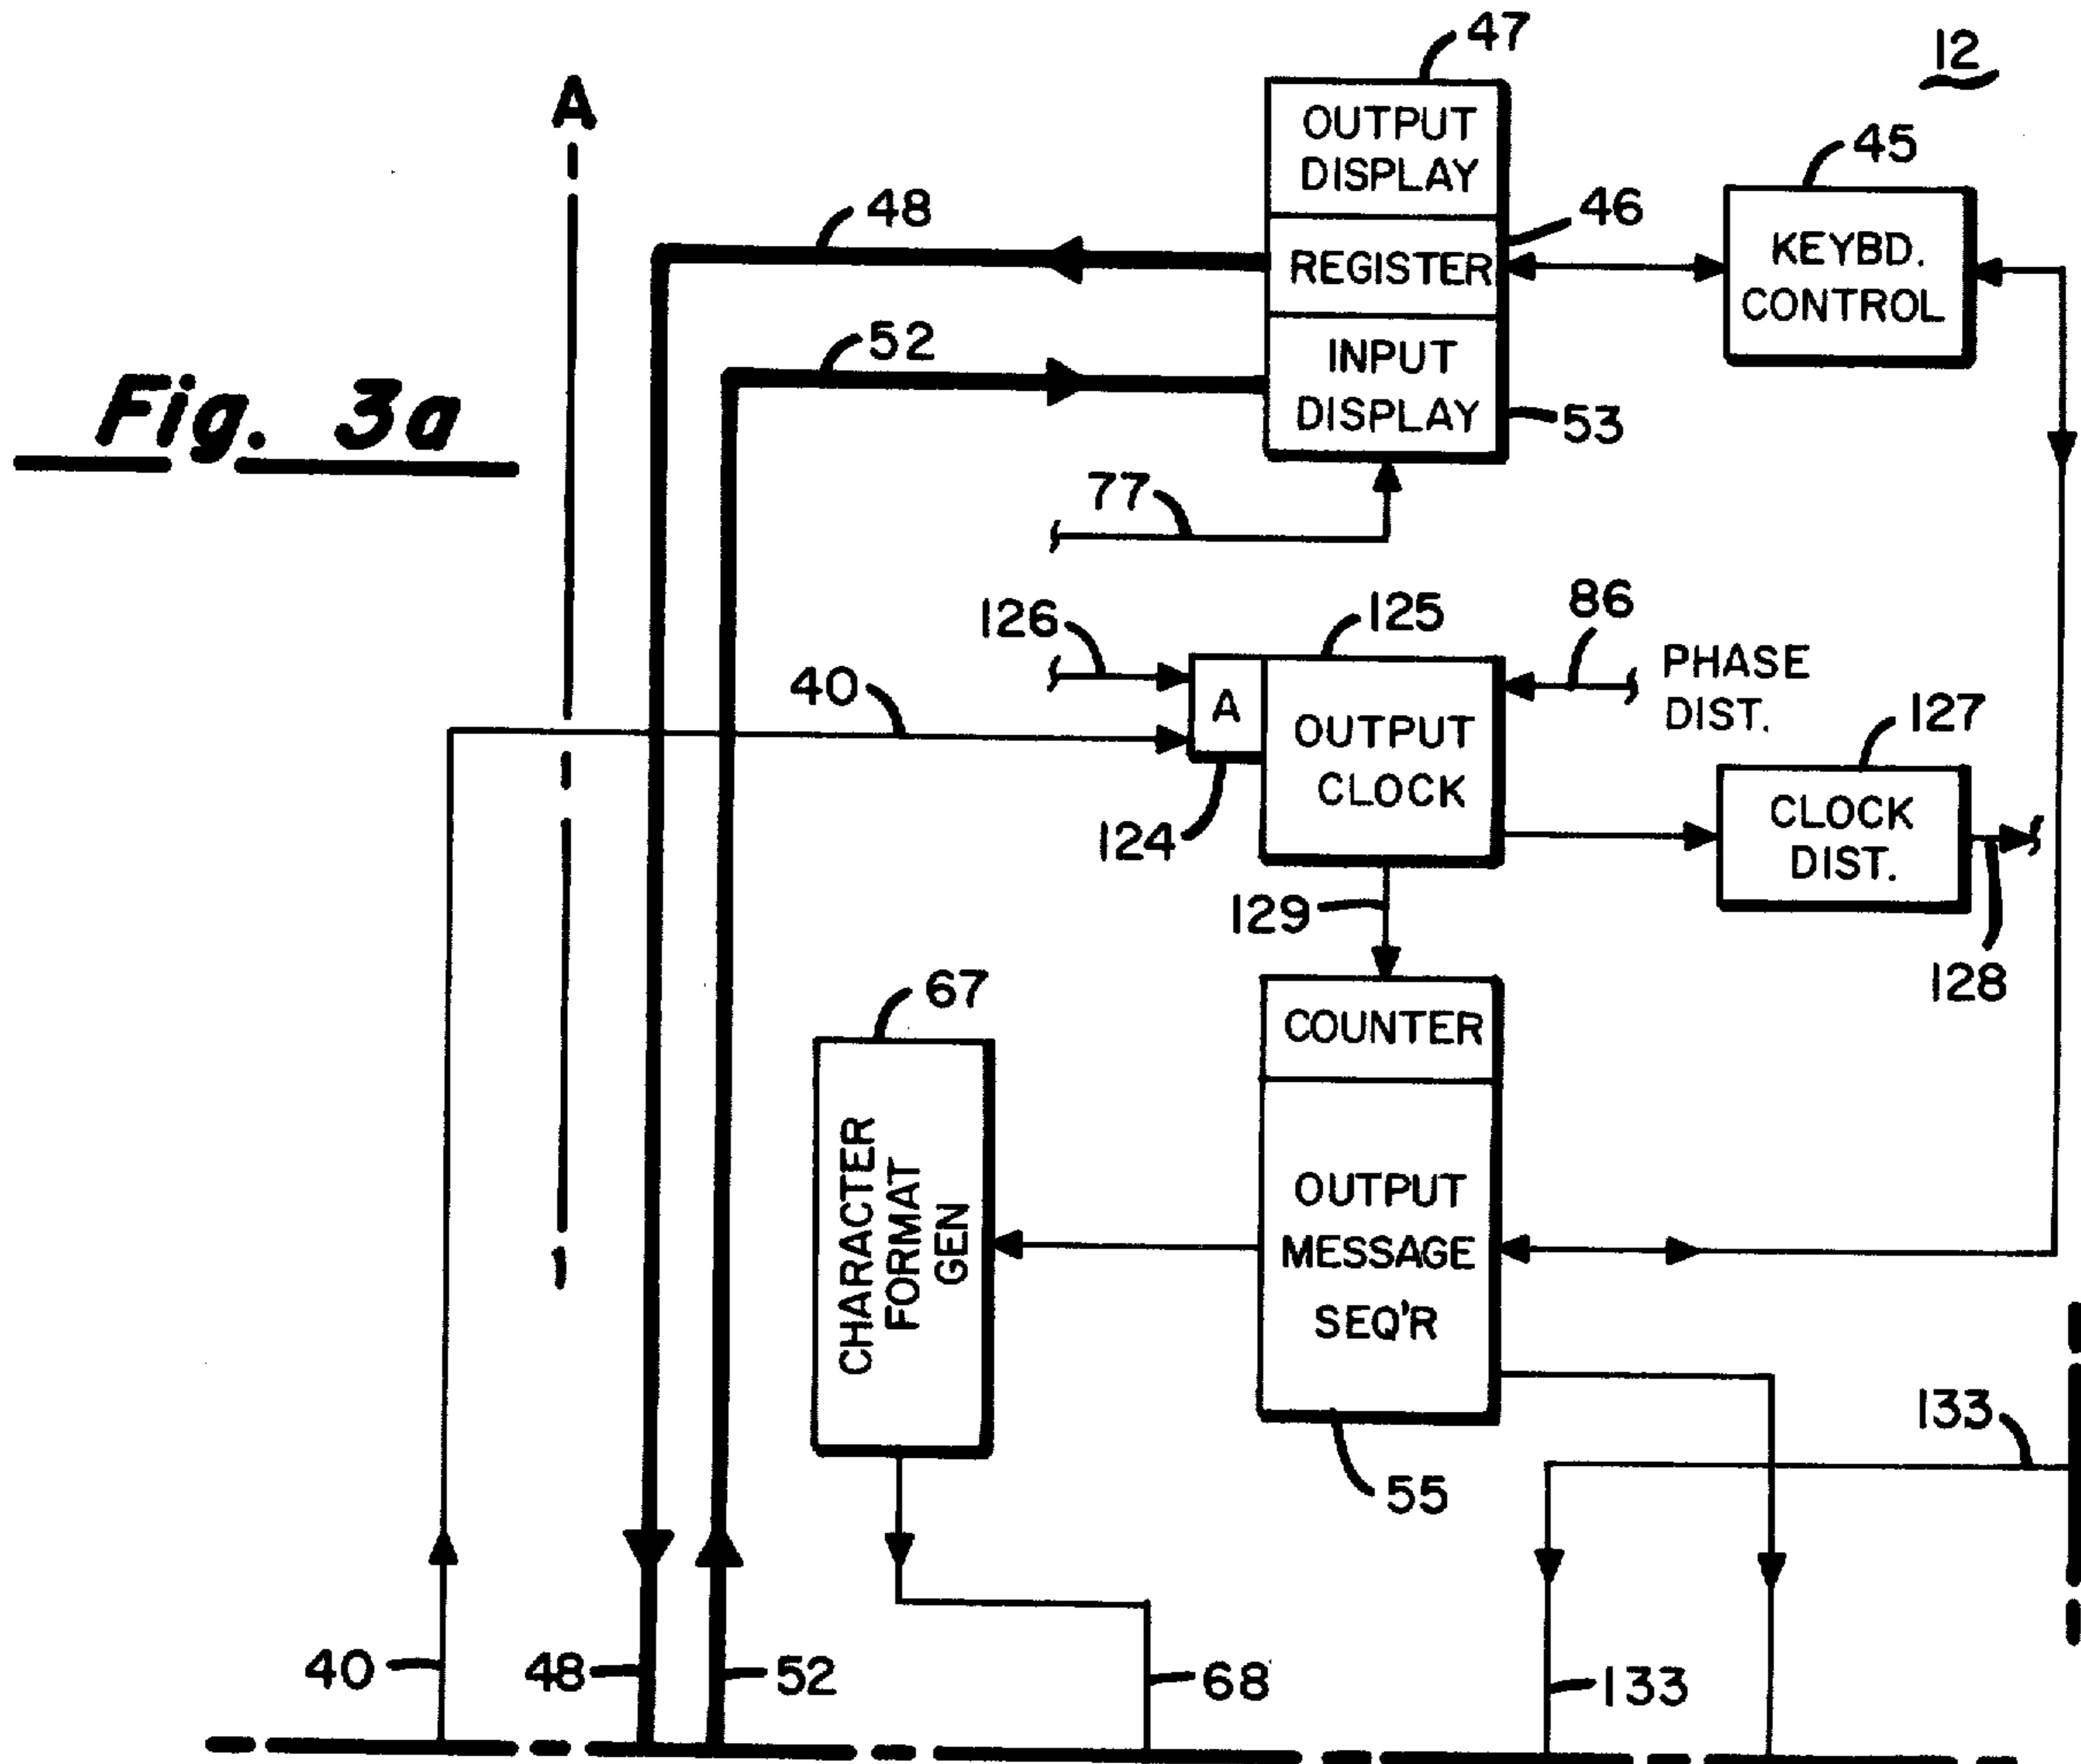 47
12
A
OUTPUT
DISPLAY
45
48
46
REGISTER
KEYBD.
CONTROL
52
INPUT
DISPLAY
Fig. 3a
53
77
126
125
86
PHASE
DIST.
40
A
OUTPUT
CLOCK
127
124
CLOCK
DIST.
129
128
67
COUNTER
CHARACTER
FORMAT
GEN
OUTPUT
MESSAGE
SEQ'R
133
55
40
48
52
68
133